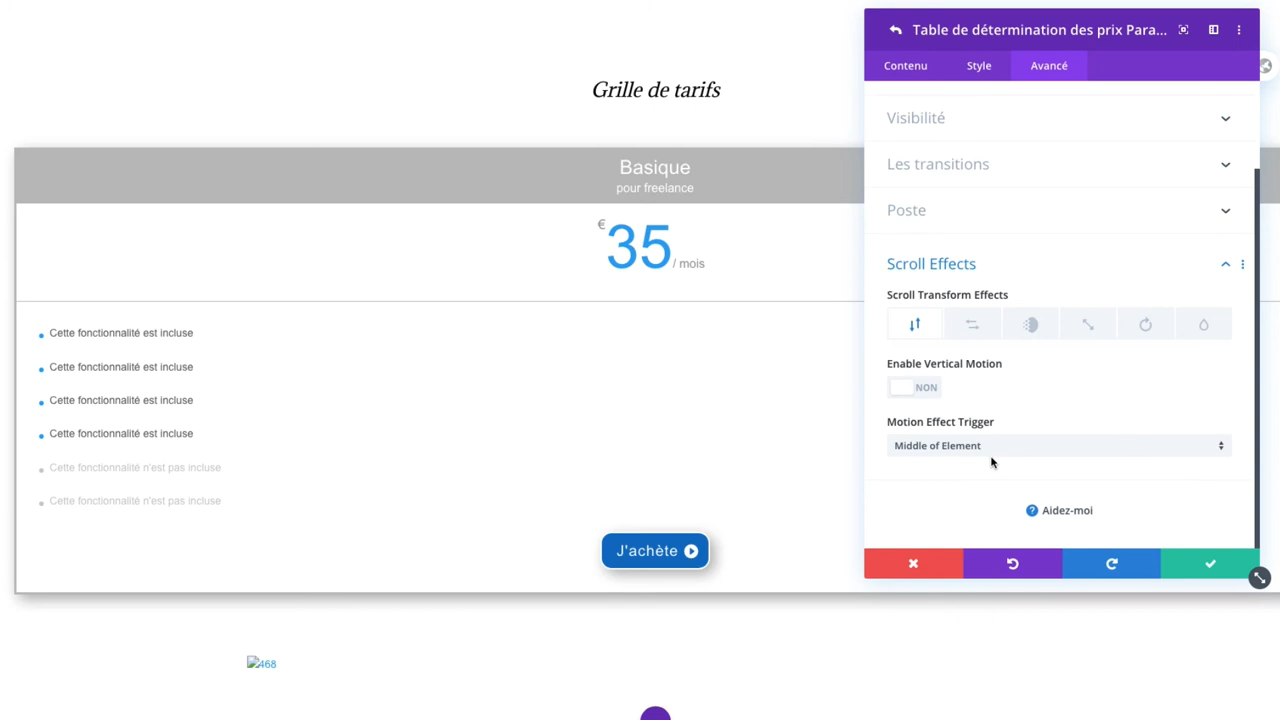 Grille de tarifs
Basique
pour freelance
€
35
/ mois
Cette fonctionnalité est incluse
Cette fonctionnalité est incluse
Cette fonctionnalité est incluse
Cette fonctionnalité est incluse
Cette fonctionnalité n'est pas incluse
Cette fonctionnalité n'est pas incluse
J'achète
468
Table de détermination des prix Para...
Contenu Style Avancé
Visibilité
Les transitions
Poste
Scroll Effects
Scroll Transform Effects
Enable Vertical Motion
NON
Motion Effect Trigger
Middle of Element
? Aidez-moi